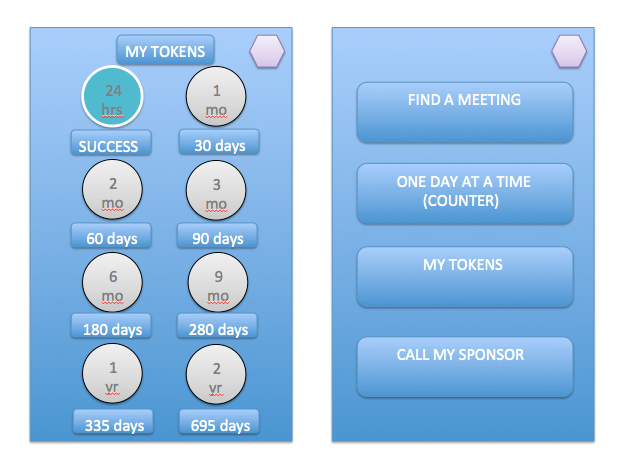 MY TOKENS
24
hrs
1
mo
SUCCESS
30 days
2
mo
3
mo
60 days
90 days
6
mo
9
mo
180 days
280 days
1
yr
2
yr
335 days
695 days
FIND A MEETING
ONE DAY AT A TIME
(COUNTER)
MY TOKENS
CALL MY SPONSOR